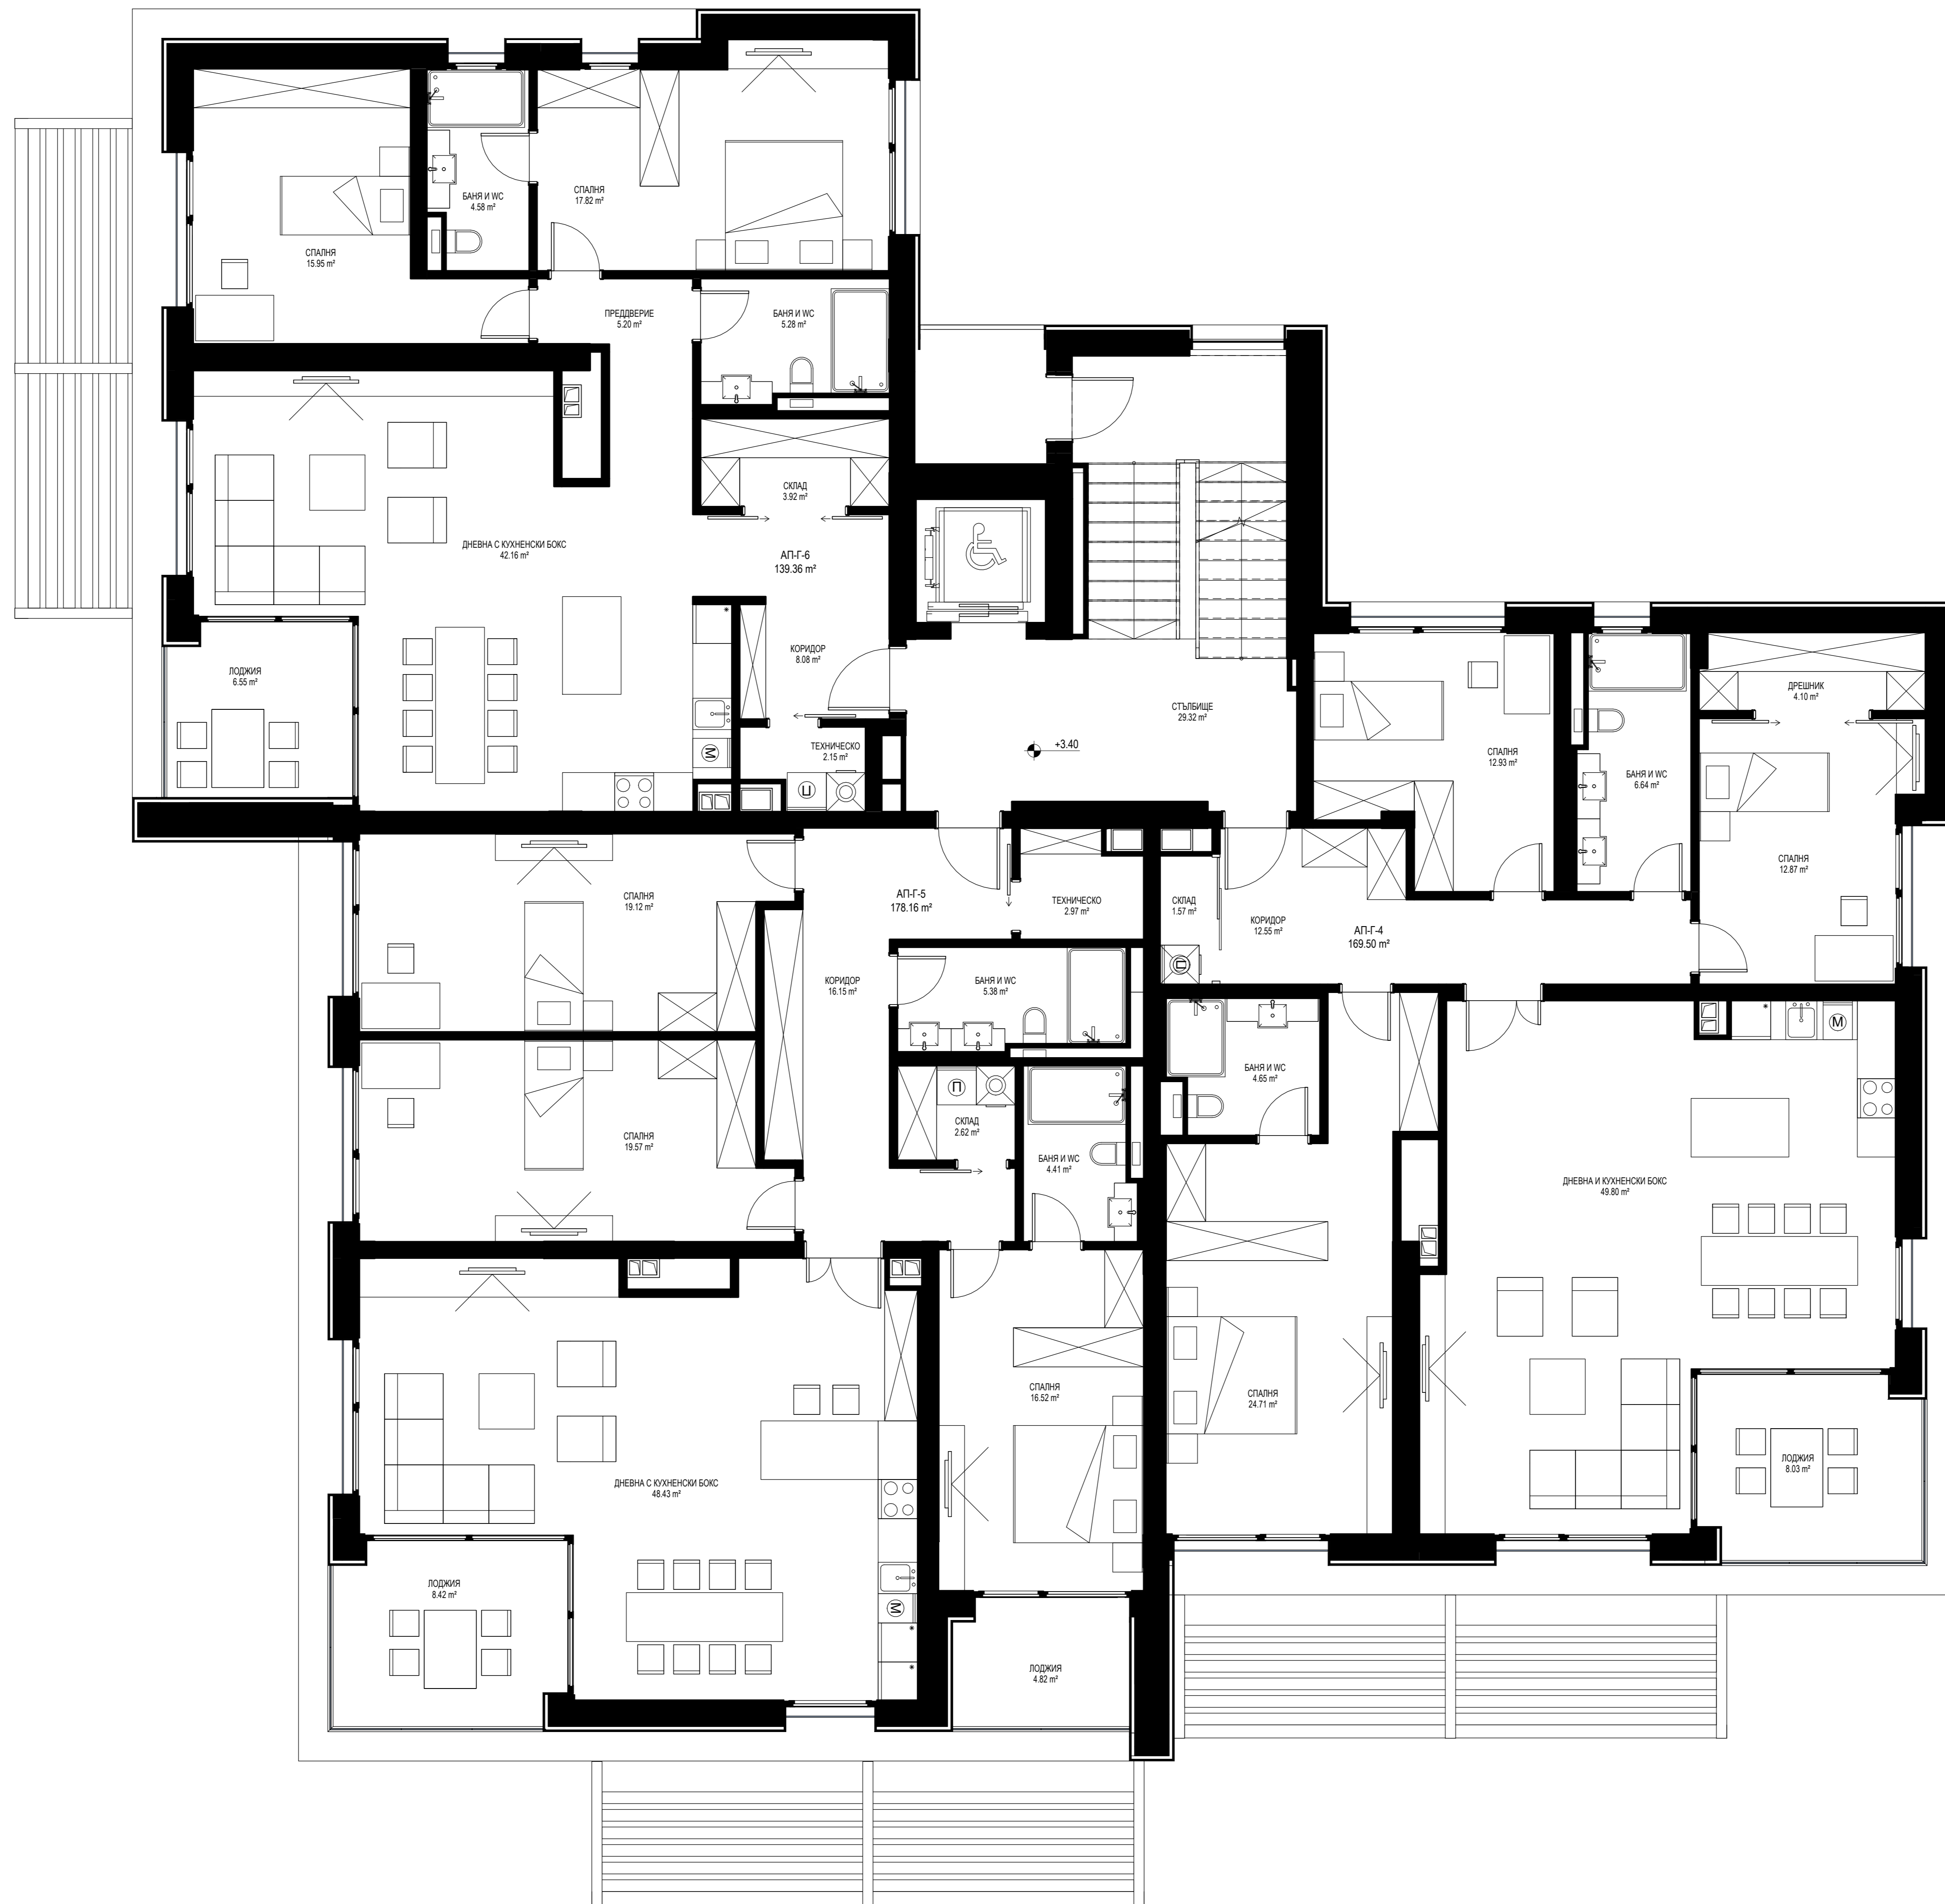 БАНЯ И WC
4.58 m²
СПАЛНЯ
17.82 m²
СПАЛНЯ
15.95 m²
ПРЕДДВЕРИЕ
5.20 m²
БАНЯ И WC
5.28 m²
СКЛАД
3.92 m²
ДНЕВНА С КУХНЕНСКИ БОКС
42.16 m²
АП-Г-6
139.36 m²
КОРИДОР
8.08 m²
ЛОДЖИЯ
6.55 m²
ТЕХНИЧЕСКО
2.15 m²
М
П
СТЪЛБИЩЕ
29.32 m²
+3.40
СПАЛНЯ
12.93 m²
БАНЯ И WC
6.64 m²
ДРЕШНИК
4.10 m²
СПАЛНЯ
12.87 m²
СПАЛНЯ
19.12 m²
АП-Г-5
178.16 m²
ТЕХНИЧЕСКО
2.97 m²
СКЛАД
1.57 m²
П
КОРИДОР
12.55 m²
АП-Г-4
169.50 m²
КОРИДОР
16.15 m²
БАНЯ И WC
5.38 m²
БАНЯ И WC
4.65 m²
М
СПАЛНЯ
19.57 m²
П
СКЛАД
2.62 m²
БАНЯ И WC
4.41 m²
ДНЕВНА И КУХНЕНСКИ БОКС
49.80 m²
СПАЛНЯ
16.52 m²
СПАЛНЯ
24.71 m²
ДНЕВНА С КУХНЕНСКИ БОКС
48.43 m²
ЛОДЖИЯ
8.03 m²
ЛОДЖИЯ
8.42 m²
М
ЛОДЖИЯ
4.82 m²